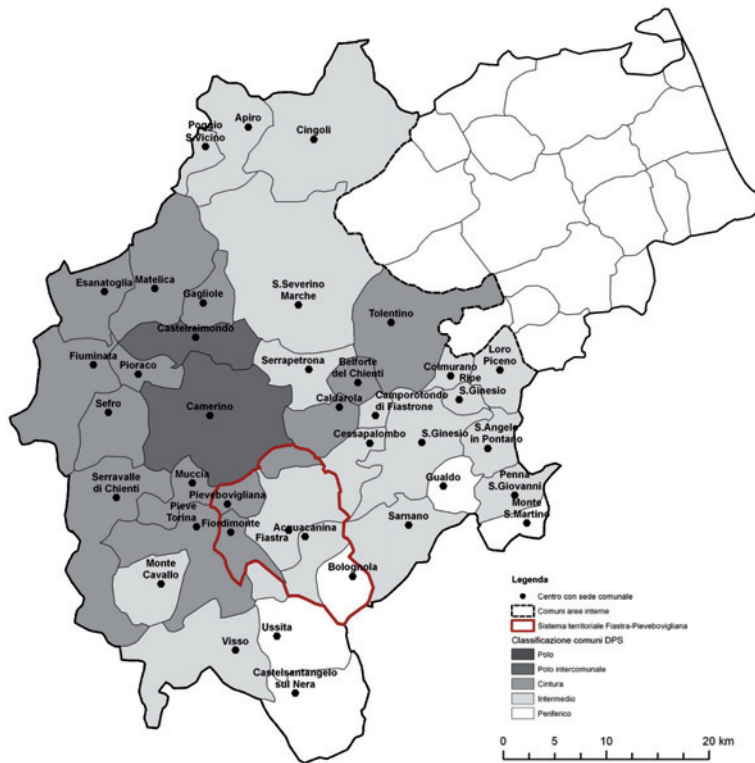 Apiro
Poggio
S.Vicino
Cingoli
Esanatoglia
Matelica
Gagliole
S.Severino
Marche
Tolentino
Castelraimondo
Fiuminata
Pioraco
Serrapetrona
Belforte
del Chienti
Loro
Piceno
Colmurano
Ripe
S.Ginesio
Sefro
Camerino
Caldarola
Camporotondo
di Fiastrone
Cessapalombo
S.Ginesio
S.Angelo
in Pontano
Serravalle
di Chienti
Muccia
Pievebovigliana
Gualdo
Penna
S.Giovanni
Monte
S.Martino
Pieve
Torina
Fiordimonte
Acquacanina
Fiastra
Sarnano
Monte
Cavallo
Bolognola
Ussita
Visso
Castelsantangelo
sul Nera
Legenda
Centro con sede comunale
Comuni aree interne
Sistema territoriale Fiastra-Pievebovigliana
Classificazione comuni DPS
Polo
Polo intercomunale
Cintura
Intermedio
Periferico
20 km
0 5 10 15